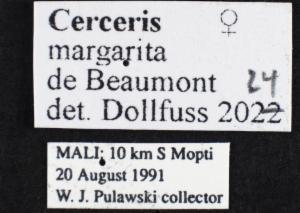 Cerceris ♀
margarita
de Beaumont 24
det. Dollfuss 2022
MALI: 10 km S Mopti
20 August 1991
W. J. Pulawski collector